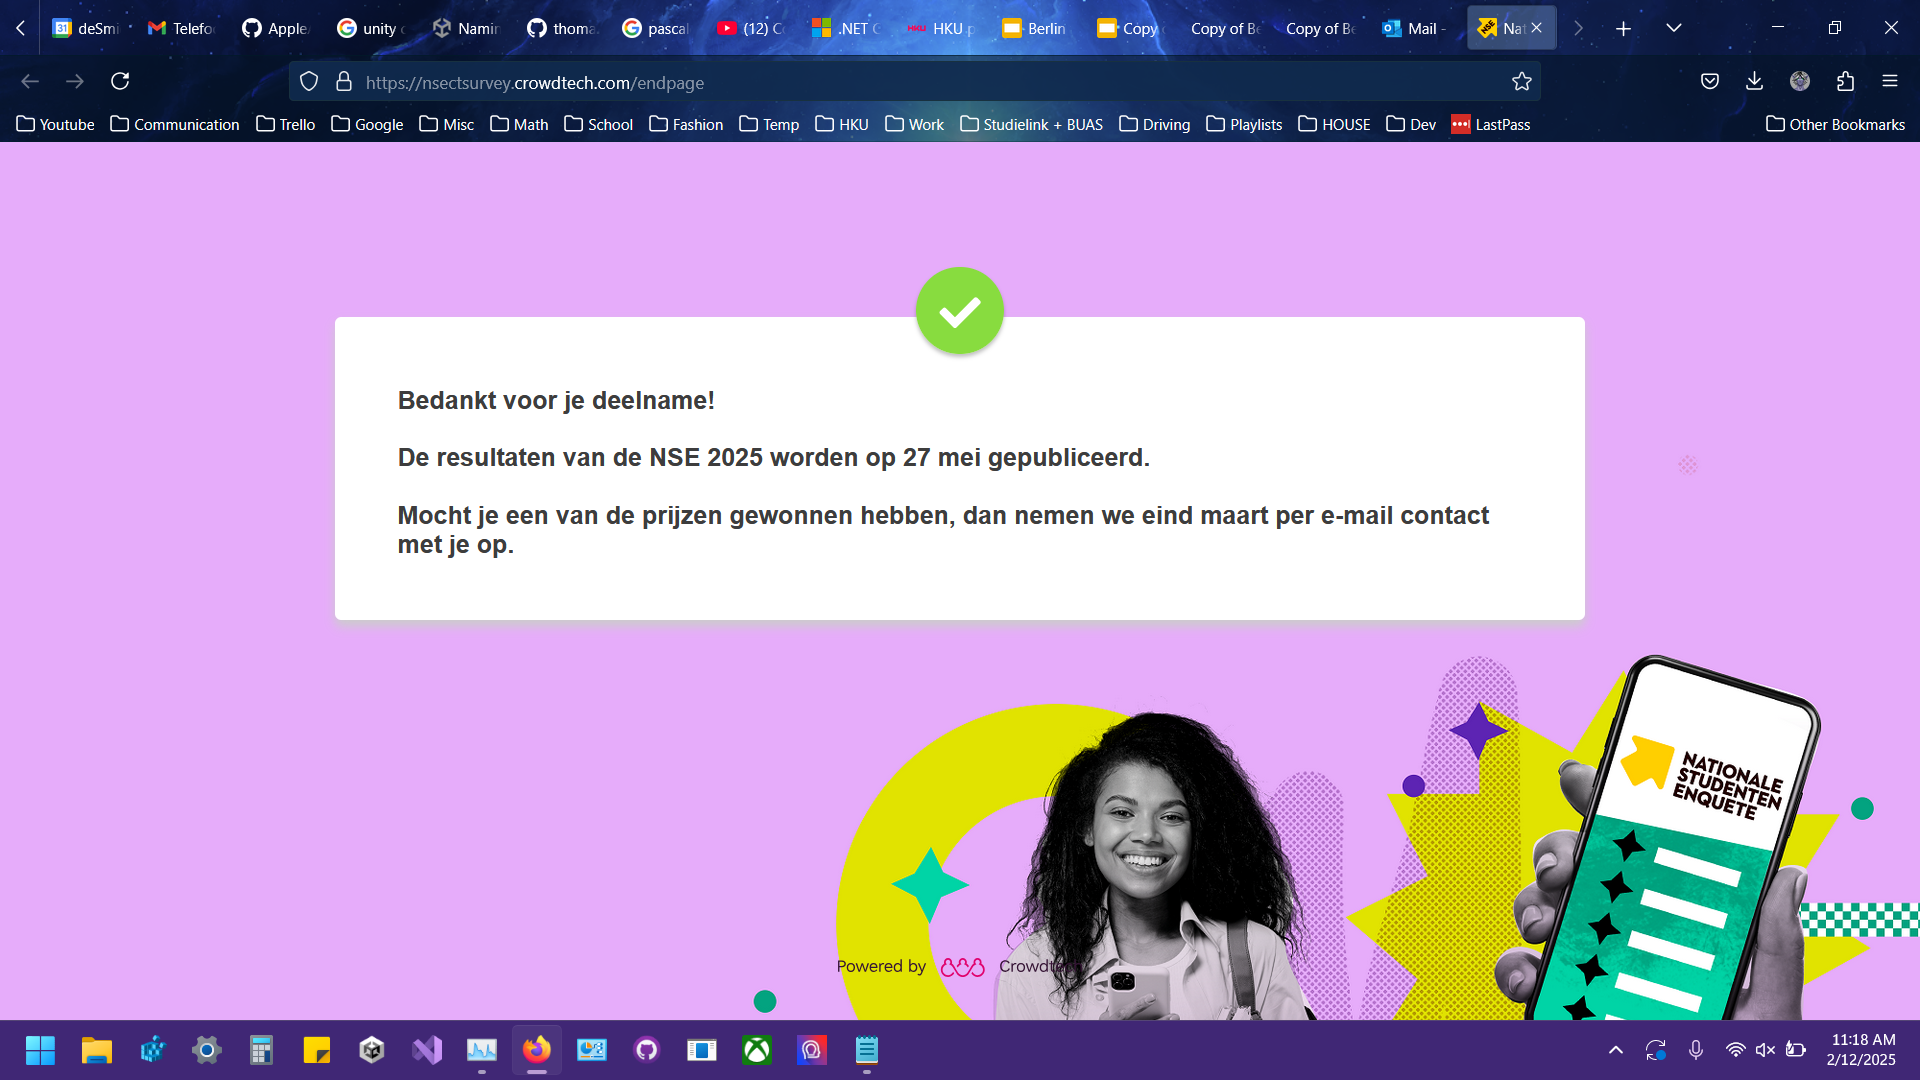 deSmi
Telefo
Apple
unity
Namin
thoma
pascal
(12)
.NET
HKU p
Berlin
Copy
Copy of Be
Copy of Be
Mail -
Nat
https://nsectsurvey.crowdtech.com/endpage
Youtube
Communication
Trello
Google
Misc
Math
School
Fashion
Temp
HKU
Work
Studielink + BUAS
Driving
Playlists
HOUSE
Dev
LastPass
Other Bookmarks
Bedankt voor je deelname!
De resultaten van de NSE 2025 worden op 27 mei gepubliceerd.
Mocht je een van de prijzen gewonnen hebben, dan nemen we eind maart per e-mail contact
met je op.
NATIONALE
STUDENTEN
ENQUETE
Powered by Crowdtech
11:18 AM
2/12/2025